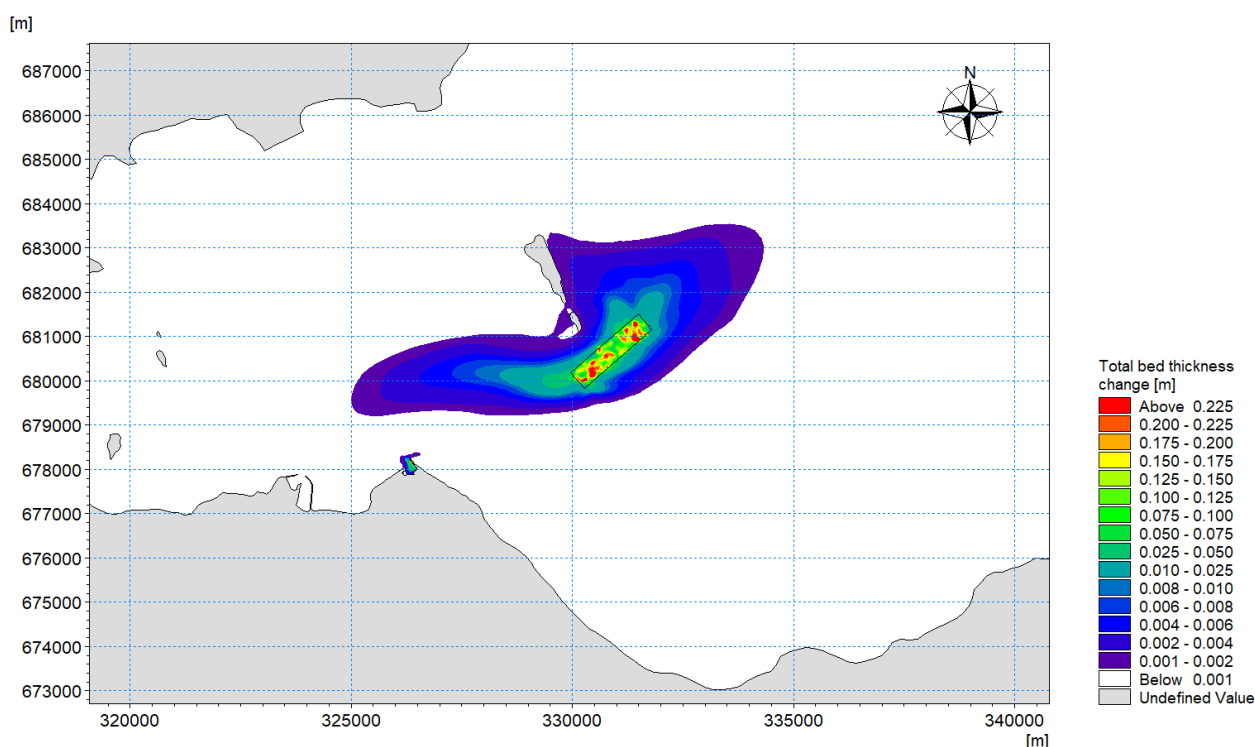 [m]
N
687000
686000
685000
684000
683000
682000
681000
680000
679000
678000
677000
676000
675000
674000
673000
320000 325000 330000 335000 340000
[m]
Total bed thickness
change [m]
Above 0.225
0.200 - 0.225
0.175 - 0.200
0.150 - 0.175
0.125 - 0.150
0.100 - 0.125
0.075 - 0.100
0.050 - 0.075
0.025 - 0.050
0.010 - 0.025
0.008 - 0.010
0.006 - 0.008
0.004 - 0.006
0.002 - 0.004
0.001 - 0.002
Below 0.001
Undefined Value